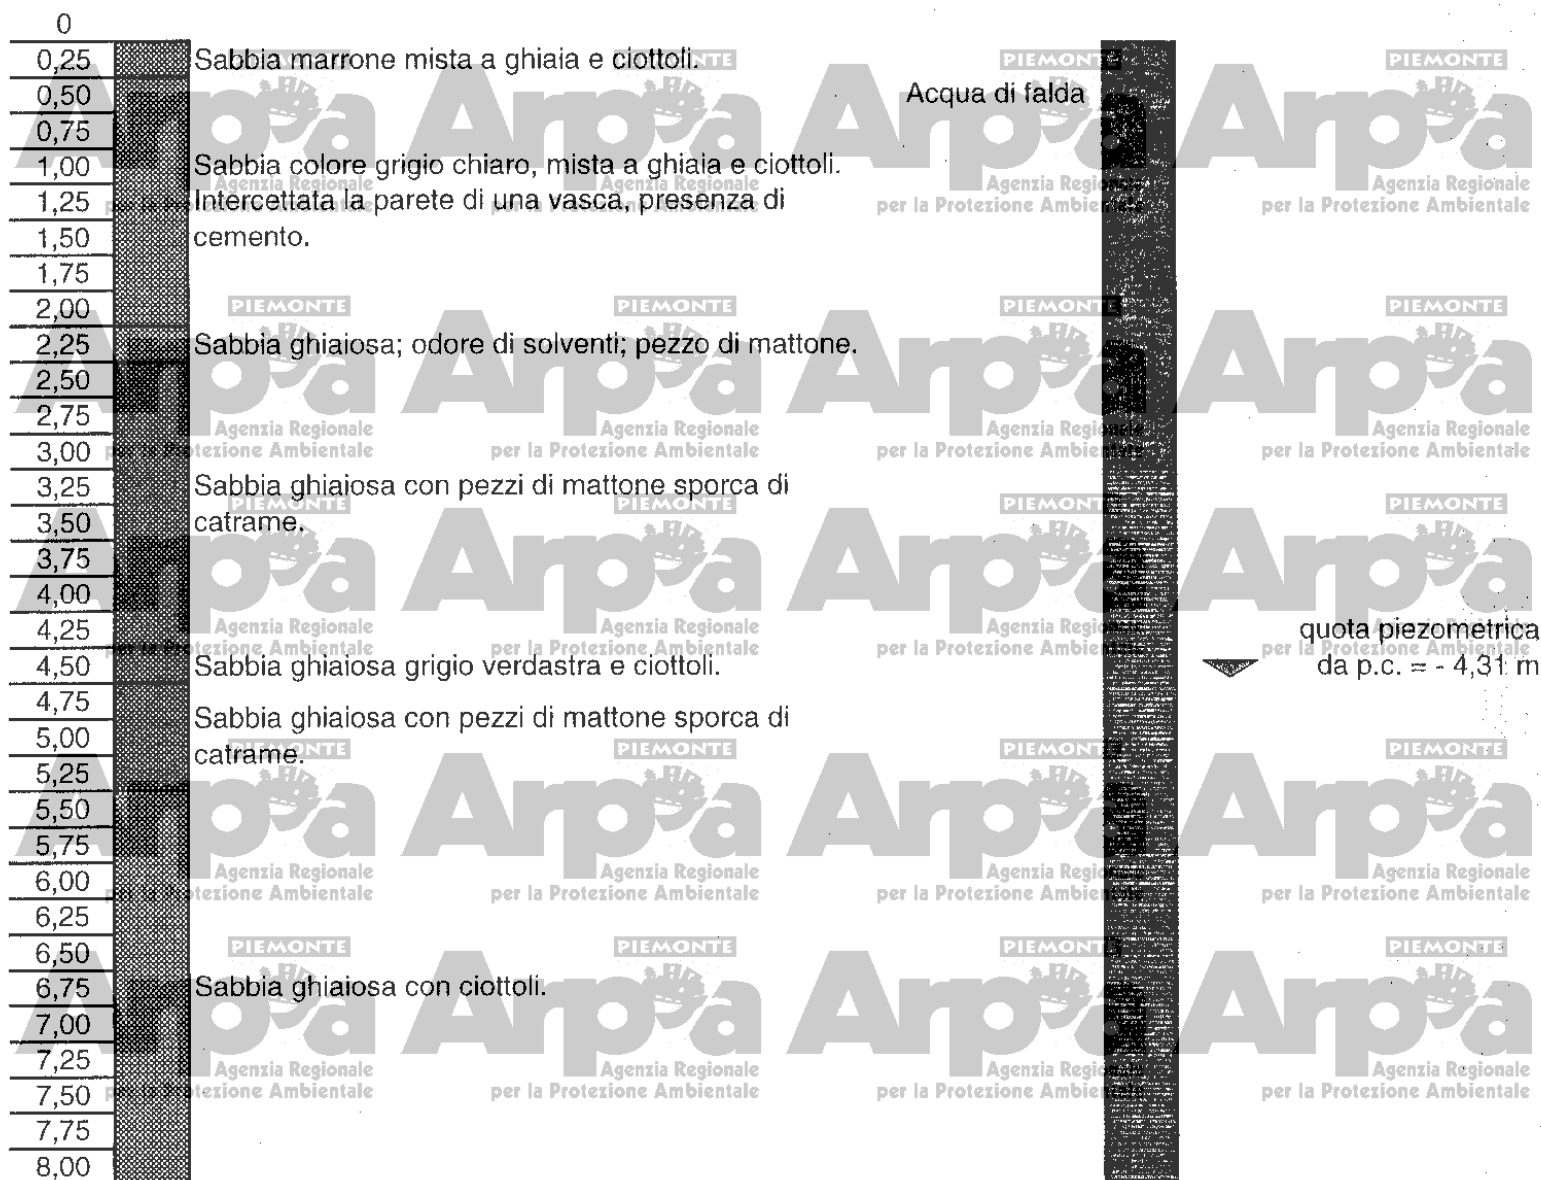 0
0,25 Sabbia marrone mista a ghiaia e ciottoli.
0,50 Acqua di falda
0,75
1,00 Sabbia colore grigio chiaro, mista a ghiaia e ciottoli.
1,25 Intercettata la parete di una vasca, presenza di
1,50 cemento.
1,75
2,00
2,25 Sabbia ghiaiosa; odore di solventi; pezzo di mattone.
2,50
2,75
3,00
3,25 Sabbia ghiaiosa con pezzi di mattone sporca di
3,50 catrame.
3,75
4,00
4,25 quota piezometrica
4,50 Sabbia ghiaiosa grigio verdastra e ciottoli. da p.c. = - 4,31 m
4,75 Sabbia ghiaiosa con pezzi di mattone sporca di
5,00 catrame.
5,25
5,50
5,75
6,00
6,25
6,50
6,75 Sabbia ghiaiosa con ciottoli.
7,00
7,25
7,50
7,75
8,00
PIEMONTE
Arpa
Agenzia Regionale
per la Protezione Ambientale